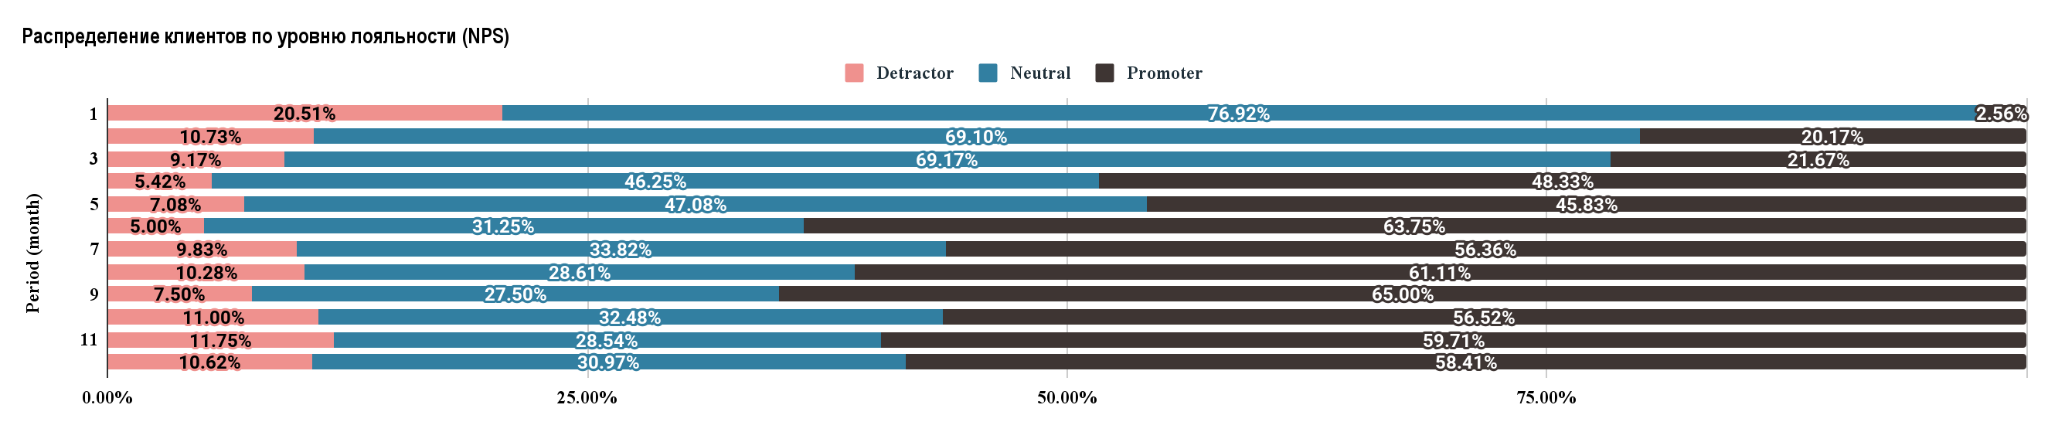 Распределение клиентов по уровню лояльности (NPS)
Detractor Neutral Promoter
Period (month)
1 20.51% 76.92% 2.56%
10.73% 69.10% 20.17%
3 9.17% 69.17% 21.67%
5.42% 46.25% 48.33%
5 7.08% 47.08% 45.83%
5.00% 31.25% 63.75%
7 9.83% 33.82% 56.36%
10.28% 28.61% 61.11%
9 7.50% 27.50% 65.00%
11.00% 32.48% 56.52%
11 11.75% 28.54% 59.71%
10.62% 30.97% 58.41%
0.00% 25.00% 50.00% 75.00%